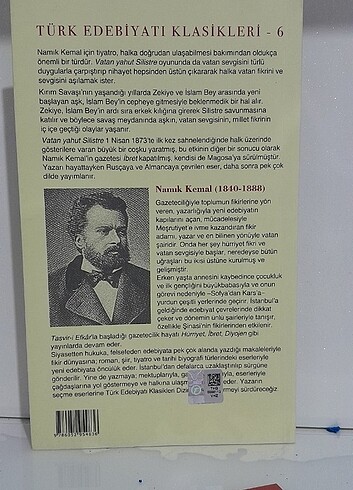 TÜRK EDEBİYATI KLASİKLERİ - 6
Namık Kemal için tiyatro, halka doğrudan ulaşabilmesi bakımından oldukça
önemli bir türdür. Vatan yahut Silistre oyununda da vatan sevgisini türlü
duygularla çarpıştırıp nihayet hepsinden üstün çıkararak halka vatan fikrini ve
sevgisini aşılamak ister.
Kırım Savaşı'nın yaşandığı yıllarda Zekiye ve İslam Bey arasında yeni
başlayan aşk, İslam Bey'in cepheye gitmesiyle beklenmedik bir hal alır.
Zekiye, İslam Bey'in ardı sıra erkek kılığına girerek Silistre savunmasına
katılır ve böylece savaş meydanında aşkın, vatan sevgisinin, millet fikrinin
iç içe geçtiği olaylar yaşanır.
Vatan yahut Silistre 1 Nisan 1873'te ilk kez sahnelendiğinde halk üzerinde
gösterilere varan büyük bir coşku yaratmış, bu etkinin diğer bir sonucu olarak
Namık Kemal'in gazetesi İbret kapatılmış, kendisi de Magosa'ya sürülmüştür.
Yazarı hayattayken Rusçaya ve Almancaya çevrilen eser, daha sonra pek çok
dilde yayımlanır.
Namık Kemal (1840-1888)
Gazeteciliğiyle toplumun fikirlerine yön
veren, yazarlığıyla yeni edebiyatın
kapılarını açan, mücadelesiyle
Meşrutiyet'e ivme kazandıran fikir
adamı, yazar ve en bilinen yönüyle vatan
şairidir. Onda her şey hürriyet fikri ve
vatan sevgisiyle başlar, neredeyse bütün
uğraşları bu ikisi üstüne kurulmuş ve
gelişmiştir.
Erken yaşta annesini kaybedince çocukluk
ve ilk gençliğini büyükbabasıyla ve onun
görevi nedeniyle –Sofya'dan Kars'a–
yurdun çeşitli yerlerinde geçirir. İstanbul'a
geldiğinde edebiyat çevrelerinde dikkat
çeker ve dönemin ünlü şairleriyle tanışır,
özellikle Şinasi'nin fikirlerinden etkilenir.
Tasvir-i Efkâr'la başladığı gazetecilik hayatı Hürriyet, İbret, Diyojen gibi
yayınlarda devam eder.
Siyasetten hukuka, felsefeden edebiyata pek çok alanda yazdığı makaleleriyle
fikir dünyasına; roman, şiir, tiyatro ve tarihi biyografi türlerindeki eserleriyle
yeni edebiyata öncülük eder. İstanbul'dan defalarca uzaklaştırılıp sürgüne
gönderilir. Yine de yazmaya; mektuplarıyla, eserleriyle
çağdaşlarına yol göstermeye ve halkına ulaşmaya Yazarın
seçme eserlerine Türk Edebiyatı Klasikleri sürdüreceğiz.